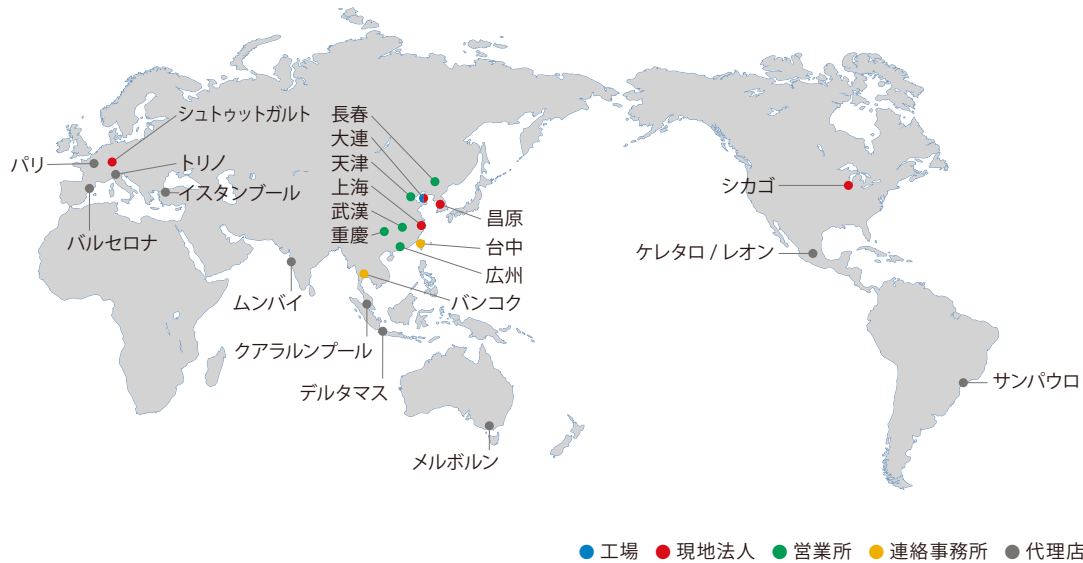 シュトゥットガルト
パリ
トリノ
イスタンブール
バルセロナ
長春
大連
天津
上海
武漢
重慶
昌原
台中
広州
バンコク
ムンバイ
クアラルンプール
デルタマス
メルボルン
シカゴ
ケレタロ / レオン
サンパウロ
工場 現地法人 営業所 連絡事務所 代理店